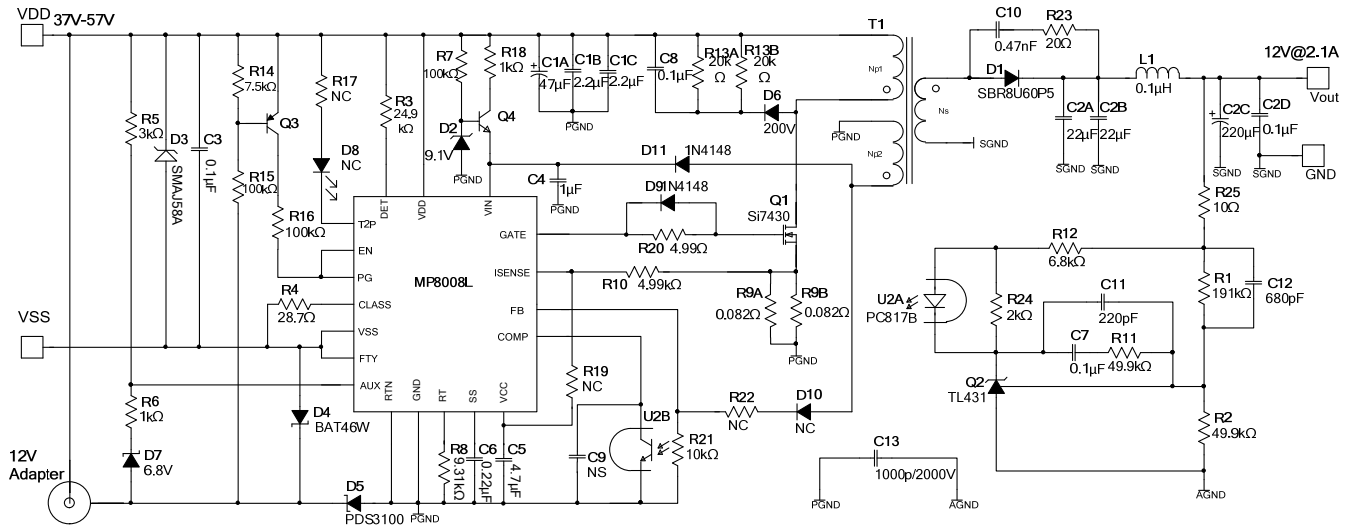 VDD 37V-57V
T1
C10
0.47nF
R23
20Ω
12V@2.1A
R14
7.5kΩ
R17
NC
R7
100kΩ
R18
1kΩ
C1A
47µF
C1B
2.2µF
C1C
2.2µF
C8
0.1µF
R13A
20k
Ω
R13B
20k
Ω
Np1
D1
SBR8U60P5
L1
0.1µH
Vout
R5
3kΩ
D3
SMAJ58A
C3
0.1µF
Q3
R3
24.9
kΩ
D2
9.1V
Q4
PGND
D6
200V
Ns
C2A
22µF
C2B
22µF
C2C
220µF
C2D
0.1µF
PGND
Np2
SGND
SGND
SGND
SGND
SGND
GND
D8
NC
PGND
D11
1N4148
C4
1µF
PGND
R15
100kΩ
R16
100kΩ
D9
1N4148
Q1
Si7430
R25
10Ω
DET
VDD
VIN
T2P
EN
PG
CLASS
VSS
FTY
AUX
MP8008L
GATE
ISENSE
FB
COMP
RTN
GND
RT
SS
VCC
R20 4.99Ω
R10
4.99kΩ
R12
6.8kΩ
R9A
0.082Ω
R9B
0.082Ω
PGND
U2A
PC817B
R24
2kΩ
C11
220pF
R1
191kΩ
C12
680pF
R4
28.7Ω
VSS
C7
0.1µF
R11
49.9kΩ
Q2
TL431
R19
NC
R6
1kΩ
D4
BAT46W
R22
NC
D10
NC
R2
49.9kΩ
U2B
R21
10kΩ
D7
6.8V
R8
9.31kΩ
C6
0.22µF
C5
4.7µF
C9
NS
C13
1000p/2000V
12V
Adapter
D5
PDS3100
PGND
PGND
AGND
AGND